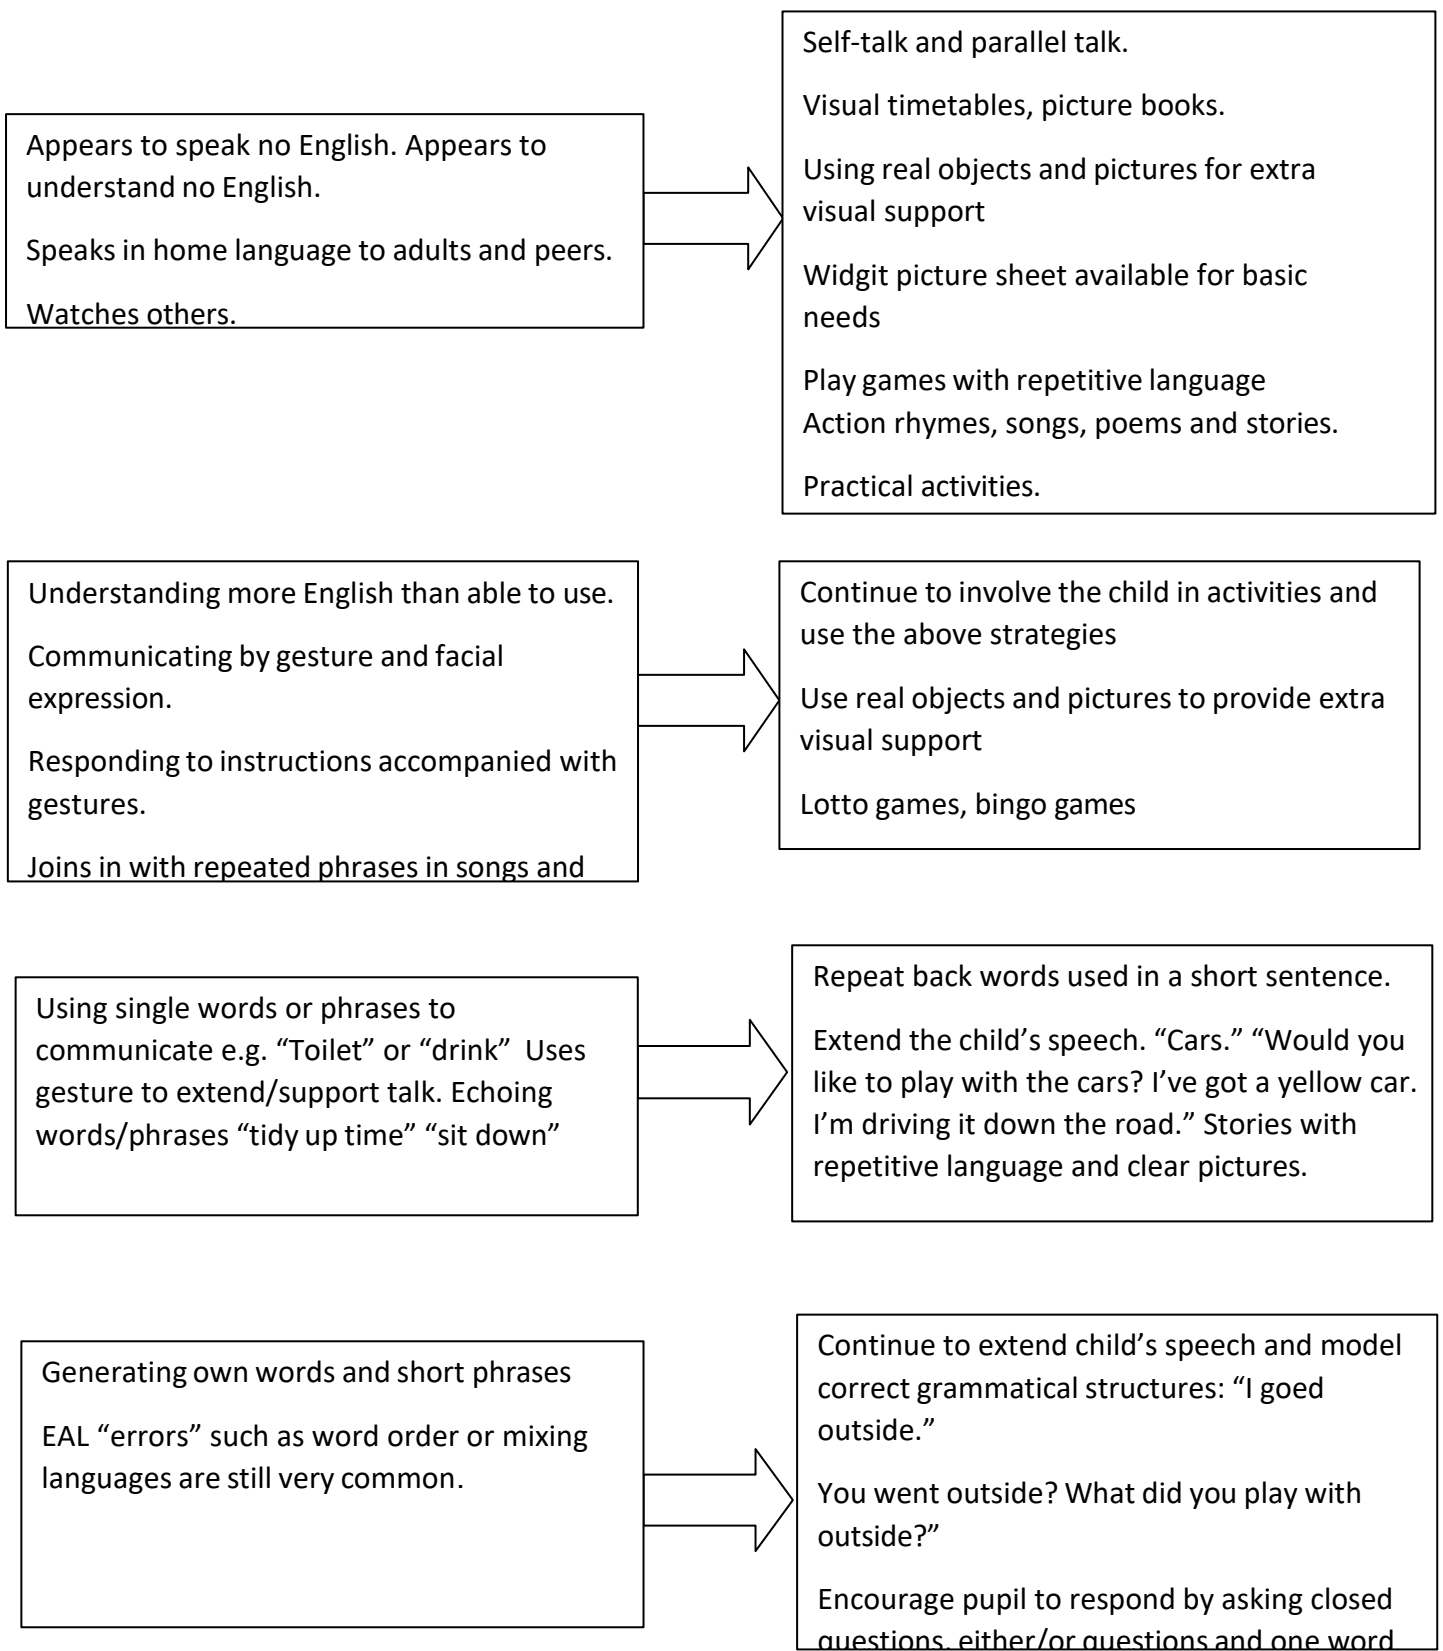 Appears to speak no English. Appears to
understand no English.
Speaks in home language to adults and peers.
Watches others.
Self-talk and parallel talk.
Visual timetables, picture books.
Using real objects and pictures for extra
visual support
Widgit picture sheet available for basic
needs
Play games with repetitive language
Action rhymes, songs, poems and stories.
Practical activities.
Understanding more English than able to use.
Communicating by gesture and facial
expression.
Responding to instructions accompanied with
gestures.
Joins in with repeated phrases in songs and
Continue to involve the child in activities and
use the above strategies
Use real objects and pictures to provide extra
visual support
Lotto games, bingo games
Using single words or phrases to
communicate e.g. “Toilet” or “drink”  Uses
gesture to extend/support talk. Echoing
words/phrases “tidy up time” “sit down”
Repeat back words used in a short sentence.
Extend the child’s speech. “Cars.” “Would you
like to play with the cars? I’ve got a yellow car.
I’m driving it down the road.” Stories with
repetitive language and clear pictures.
Generating own words and short phrases
EAL “errors” such as word order or mixing
languages are still very common.
Continue to extend child’s speech and model
correct grammatical structures: “I goed
outside.”
You went outside? What did you play with
outside?”
Encourage pupil to respond by asking closed
questions, either/or questions and one word